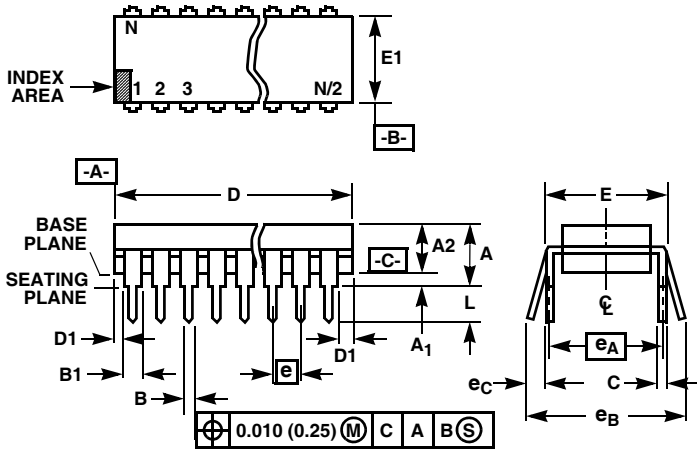 N
E1
INDEX
AREA
1 2 3 N/2
-B-
-A-
D
E
BASE
PLANE
A2
A
-C-
SEATING
PLANE
L
℄
D1
A1
D1
eA
B1
e
eC
C
B
eB
0.010 (0.25) Ⓜ C A B Ⓢ